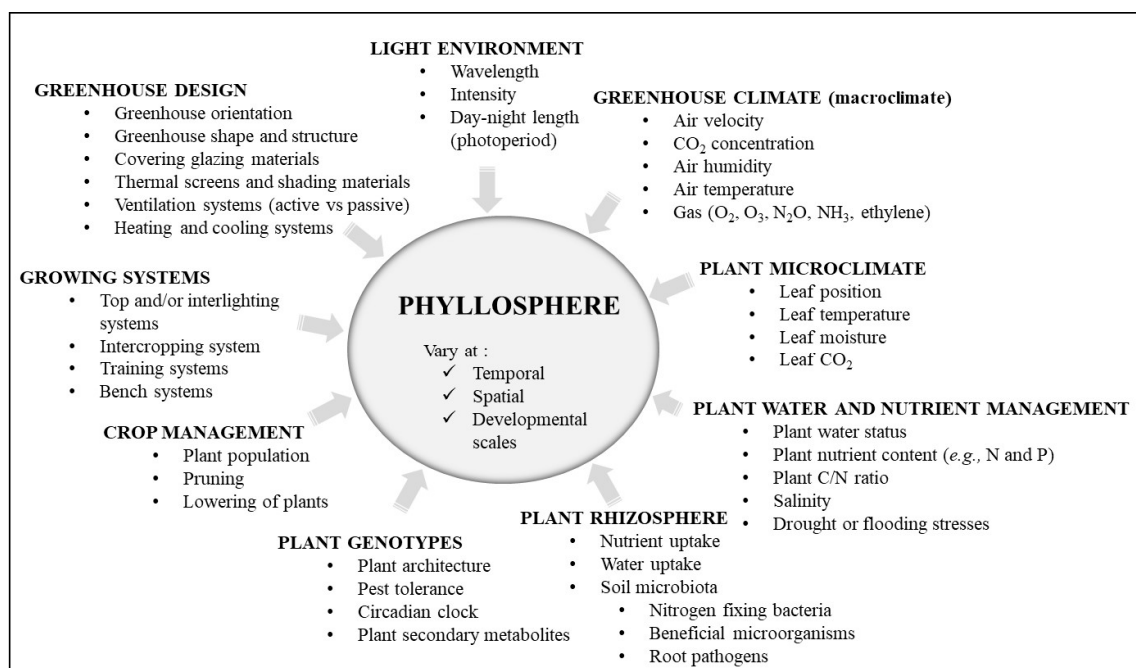 LIGHT ENVIRONMENT
• Wavelength
• Intensity
• Day-night length
(photoperiod)
GREENHOUSE DESIGN
• Greenhouse orientation
• Greenhouse shape and structure
• Covering glazing materials
• Thermal screens and shading materials
• Ventilation systems (active vs passive)
• Heating and cooling systems
GREENHOUSE CLIMATE (macroclimate)
• Air velocity
• CO₂ concentration
• Air humidity
• Air temperature
• Gas (O₂, O₃, N₂O, NH₃, ethylene)
GROWING SYSTEMS
• Top and/or interlighting
systems
• Intercropping system
• Training systems
• Bench systems
PHYLLOSPHERE
Vary at :
✓ Temporal
✓ Spatial
✓ Developmental
scales
PLANT MICROCLIMATE
• Leaf position
• Leaf temperature
• Leaf moisture
• Leaf CO₂
CROP MANAGEMENT
• Plant population
• Pruning
• Lowering of plants
PLANT WATER AND NUTRIENT MANAGEMENT
• Plant water status
• Plant nutrient content (e.g., N and P)
• Plant C/N ratio
• Salinity
• Drought or flooding stresses
PLANT GENOTYPES
• Plant architecture
• Pest tolerance
• Circadian clock
• Plant secondary metabolites
PLANT RHIZOSPHERE
• Nutrient uptake
• Water uptake
• Soil microbiota
• Nitrogen fixing bacteria
• Beneficial microorganisms
• Root pathogens